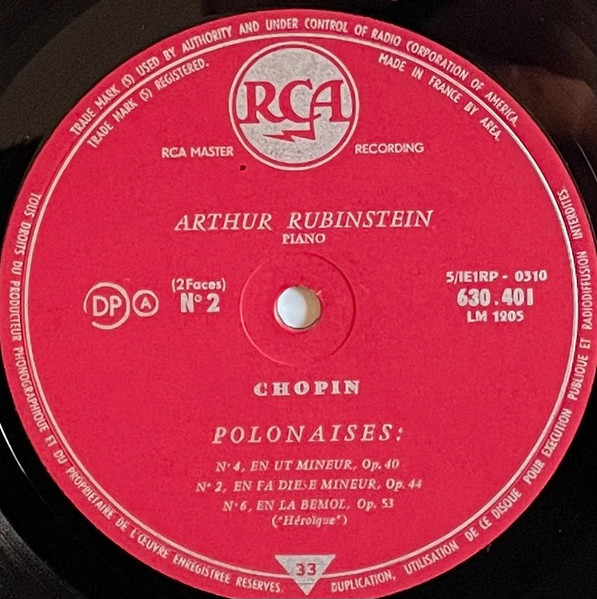 TRADE MARK (S) USED BY AUTHORITY AND UNDER CONTROL OF RADIO CORPORATION OF AMERICA.
TRADE MARK (S) REGISTERED.
MADE IN FRANCE BY AREA.
RCA
RCA MASTER RECORDING
ARTHUR RUBINSTEIN
PIANO
DP A
(2 Faces)
N° 2
5/IE1RP - 0310
630.401
LM 1205
CHOPIN
POLONAISES:
N° 4, EN UT MINEUR, Op. 40
N° 2, EN FA DIESE MINEUR, Op. 44
N° 6, EN LA BEMOL, Op. 53
("Héroïque")
33
TOUS DROITS DU PRODUCTEUR PHONOGRAPHIQUE ET DU PROPRIETAIRE DE L'ŒUVRE ENREGISTREE RESERVES. DUPLICATION, UTILISATION DE CE DISQUE POUR EXECUTION PUBLIQUE ET RADIODIFFUSION INTERDITES